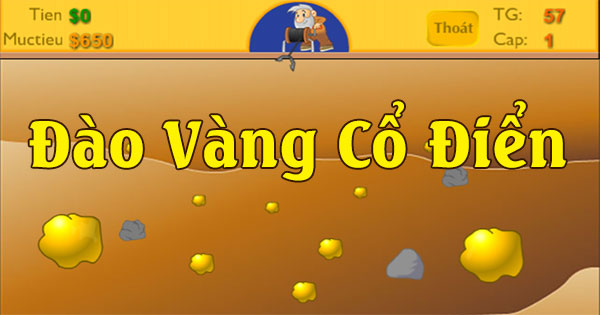 Tien $0
Muctieu $650
Thoát
TG: 57
Cap: 1
Đào Vàng Cổ Điển